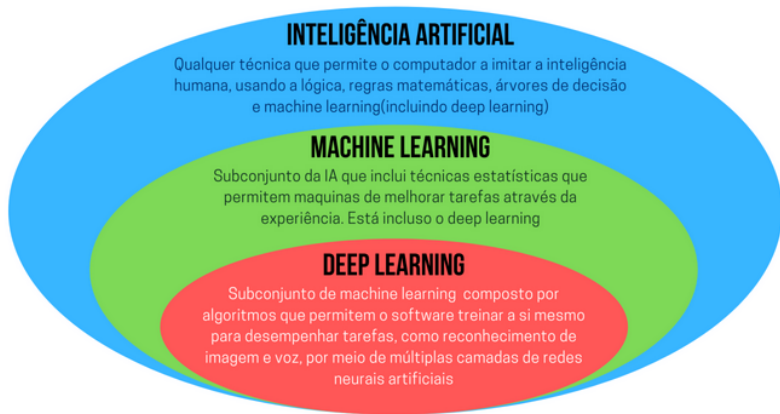 INTELIGÊNCIA ARTIFICIAL
Qualquer técnica que permite o computador a imitar a inteligência
humana, usando a lógica, regras matemáticas, árvores de decisão
e machine learning(incluindo deep learning)
MACHINE LEARNING
Subconjunto da IA que inclui técnicas estatísticas que
permitem maquinas de melhorar tarefas através da
experiência. Está incluso o deep learning
DEEP LEARNING
Subconjunto de machine learning composto por
algoritmos que permitem o software treinar a si mesmo
para desempenhar tarefas, como reconhecimento de
imagem e voz, por meio de múltiplas camadas de redes
neurais artificiais